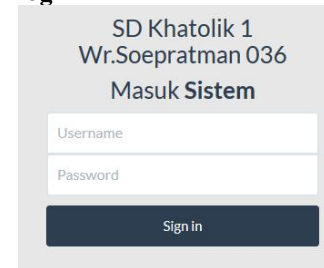 SD Khatolik 1
Wr.Soepratman 036
Masuk Sistem
Username
Password
Sign in